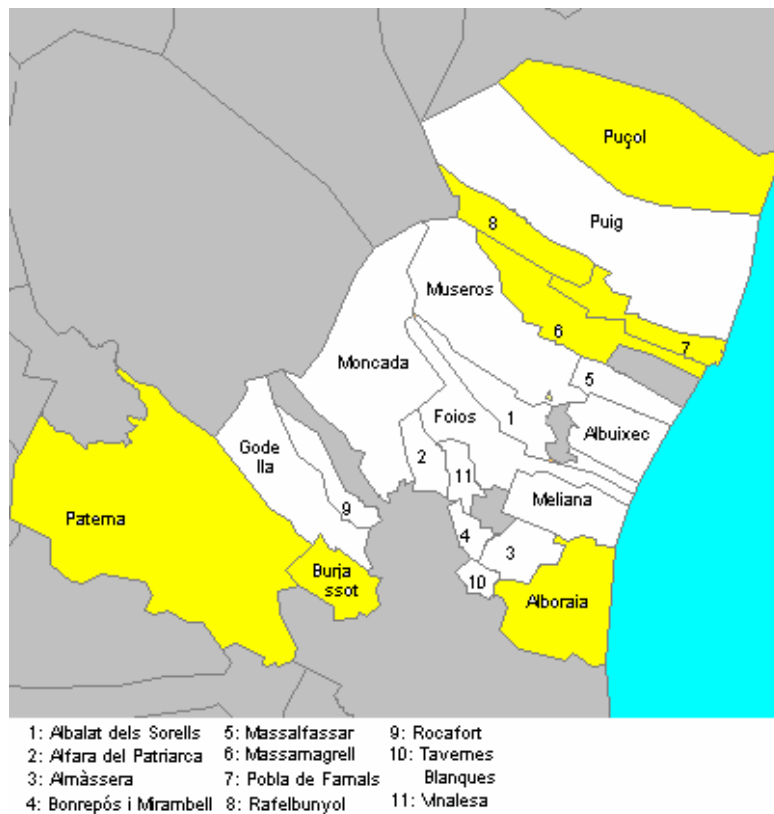 Puçol
Puig
8
Museros
6
7
Moncada
5
Foios
1
Albuixec
Gode
lla
2
11
Meliana
9
Paterna
4
3
Burja
ssot
10
Alboraia
1: Albalat dels Sorells
2: Alfara del Patriarca
3: Almàssera
4: Bonrepós i Mirambell
5: Massalfassar
6: Massamagrell
7: Pobla de Farnals
8: Rafelbunyol
9: Rocafort
10: Tavernes
Blanques
11: Vinalesa